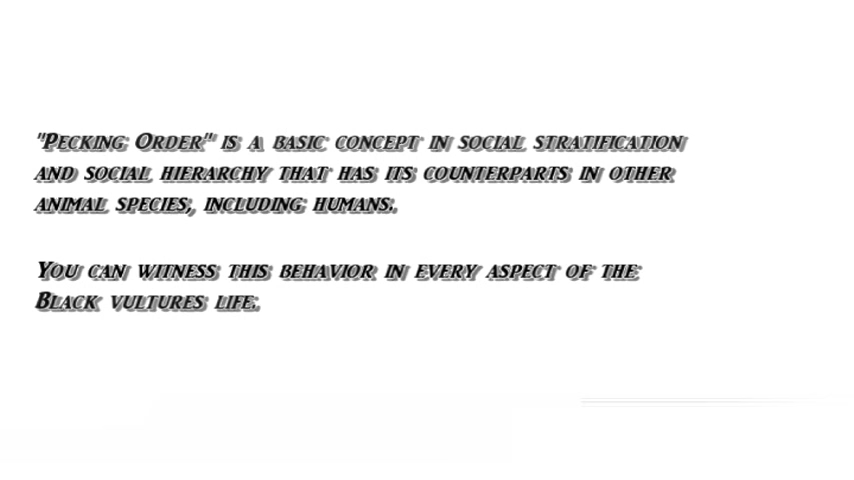 "Pecking Order" is a basic concept in social stratification
and social hierarchy that has its counterparts in other
animal species, including humans.
You can witness this behavior in every aspect of the
Black vultures life.